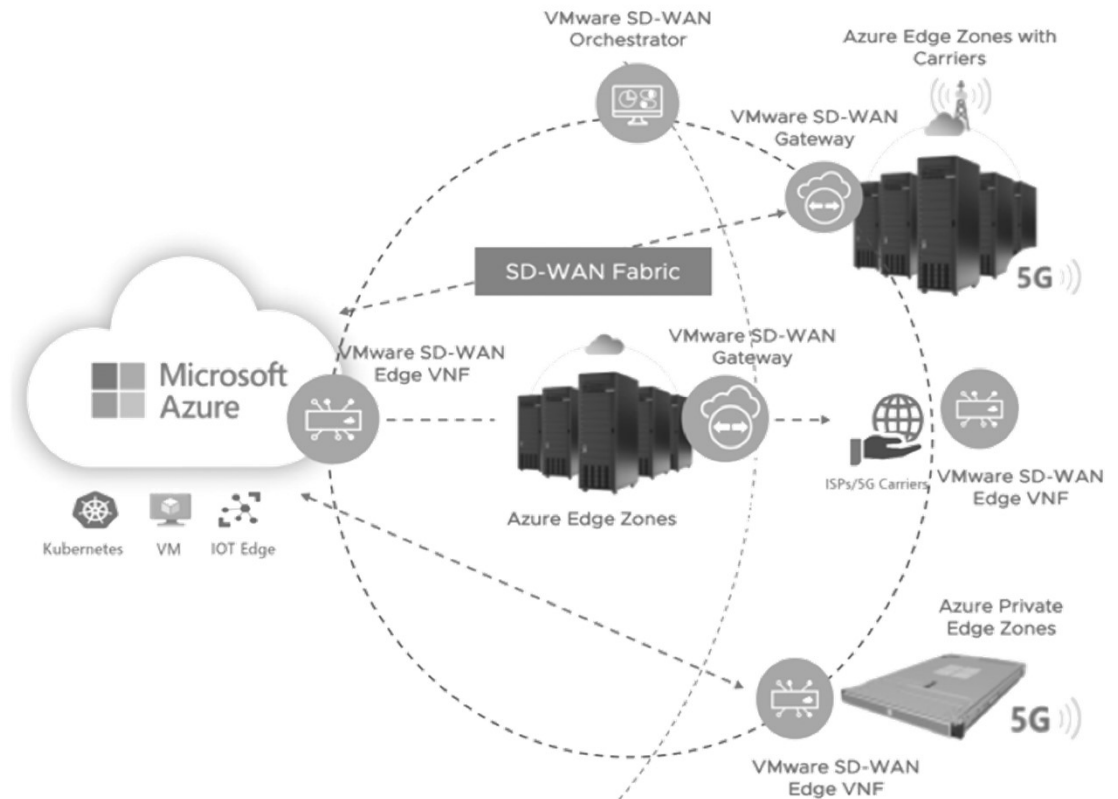 VMware SD-WAN
Orchestrator
Azure Edge Zones with
Carriers
VMware SD-WAN
Gateway
5G
SD-WAN Fabric
VMware SD-WAN
Edge VNF
VMware SD-WAN
Gateway
Microsoft
Azure
ISPs/5G Carriers
VMware SD-WAN
Edge VNF
Azure Edge Zones
Kubernetes
VM
IOT Edge
Azure Private
Edge Zones
5G
VMware SD-WAN
Edge VNF